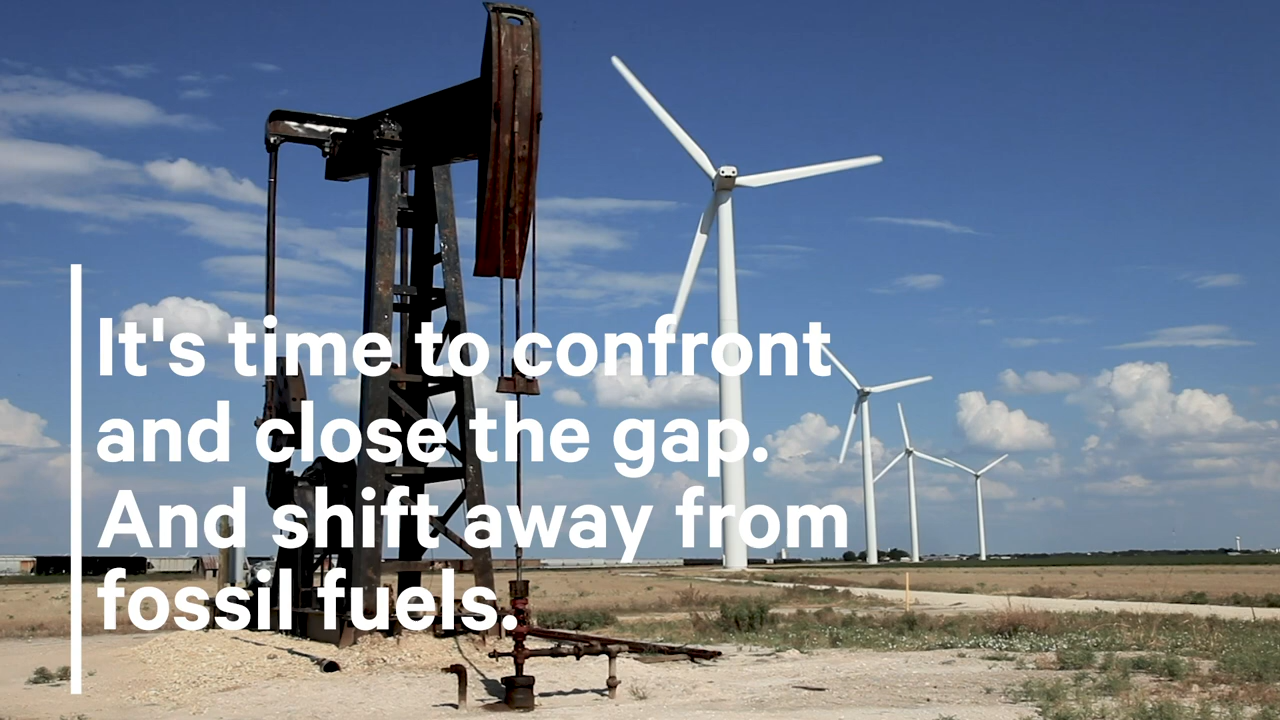 It's time to confront
and close the gap.
And shift away from
fossil fuels.